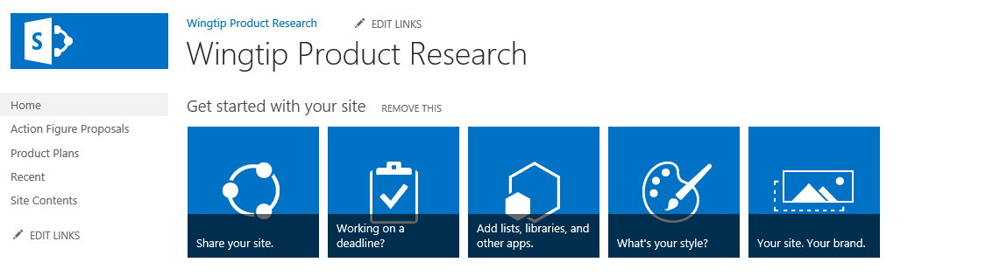 S
Wingtip Product Research
EDIT LINKS
Wingtip Product Research
Home
Action Figure Proposals
Product Plans
Recent
Site Contents
EDIT LINKS
Get started with your site
REMOVE THIS
Share your site.
Working on a
deadline?
Add lists, libraries, and
other apps.
What's your style?
Your site. Your brand.